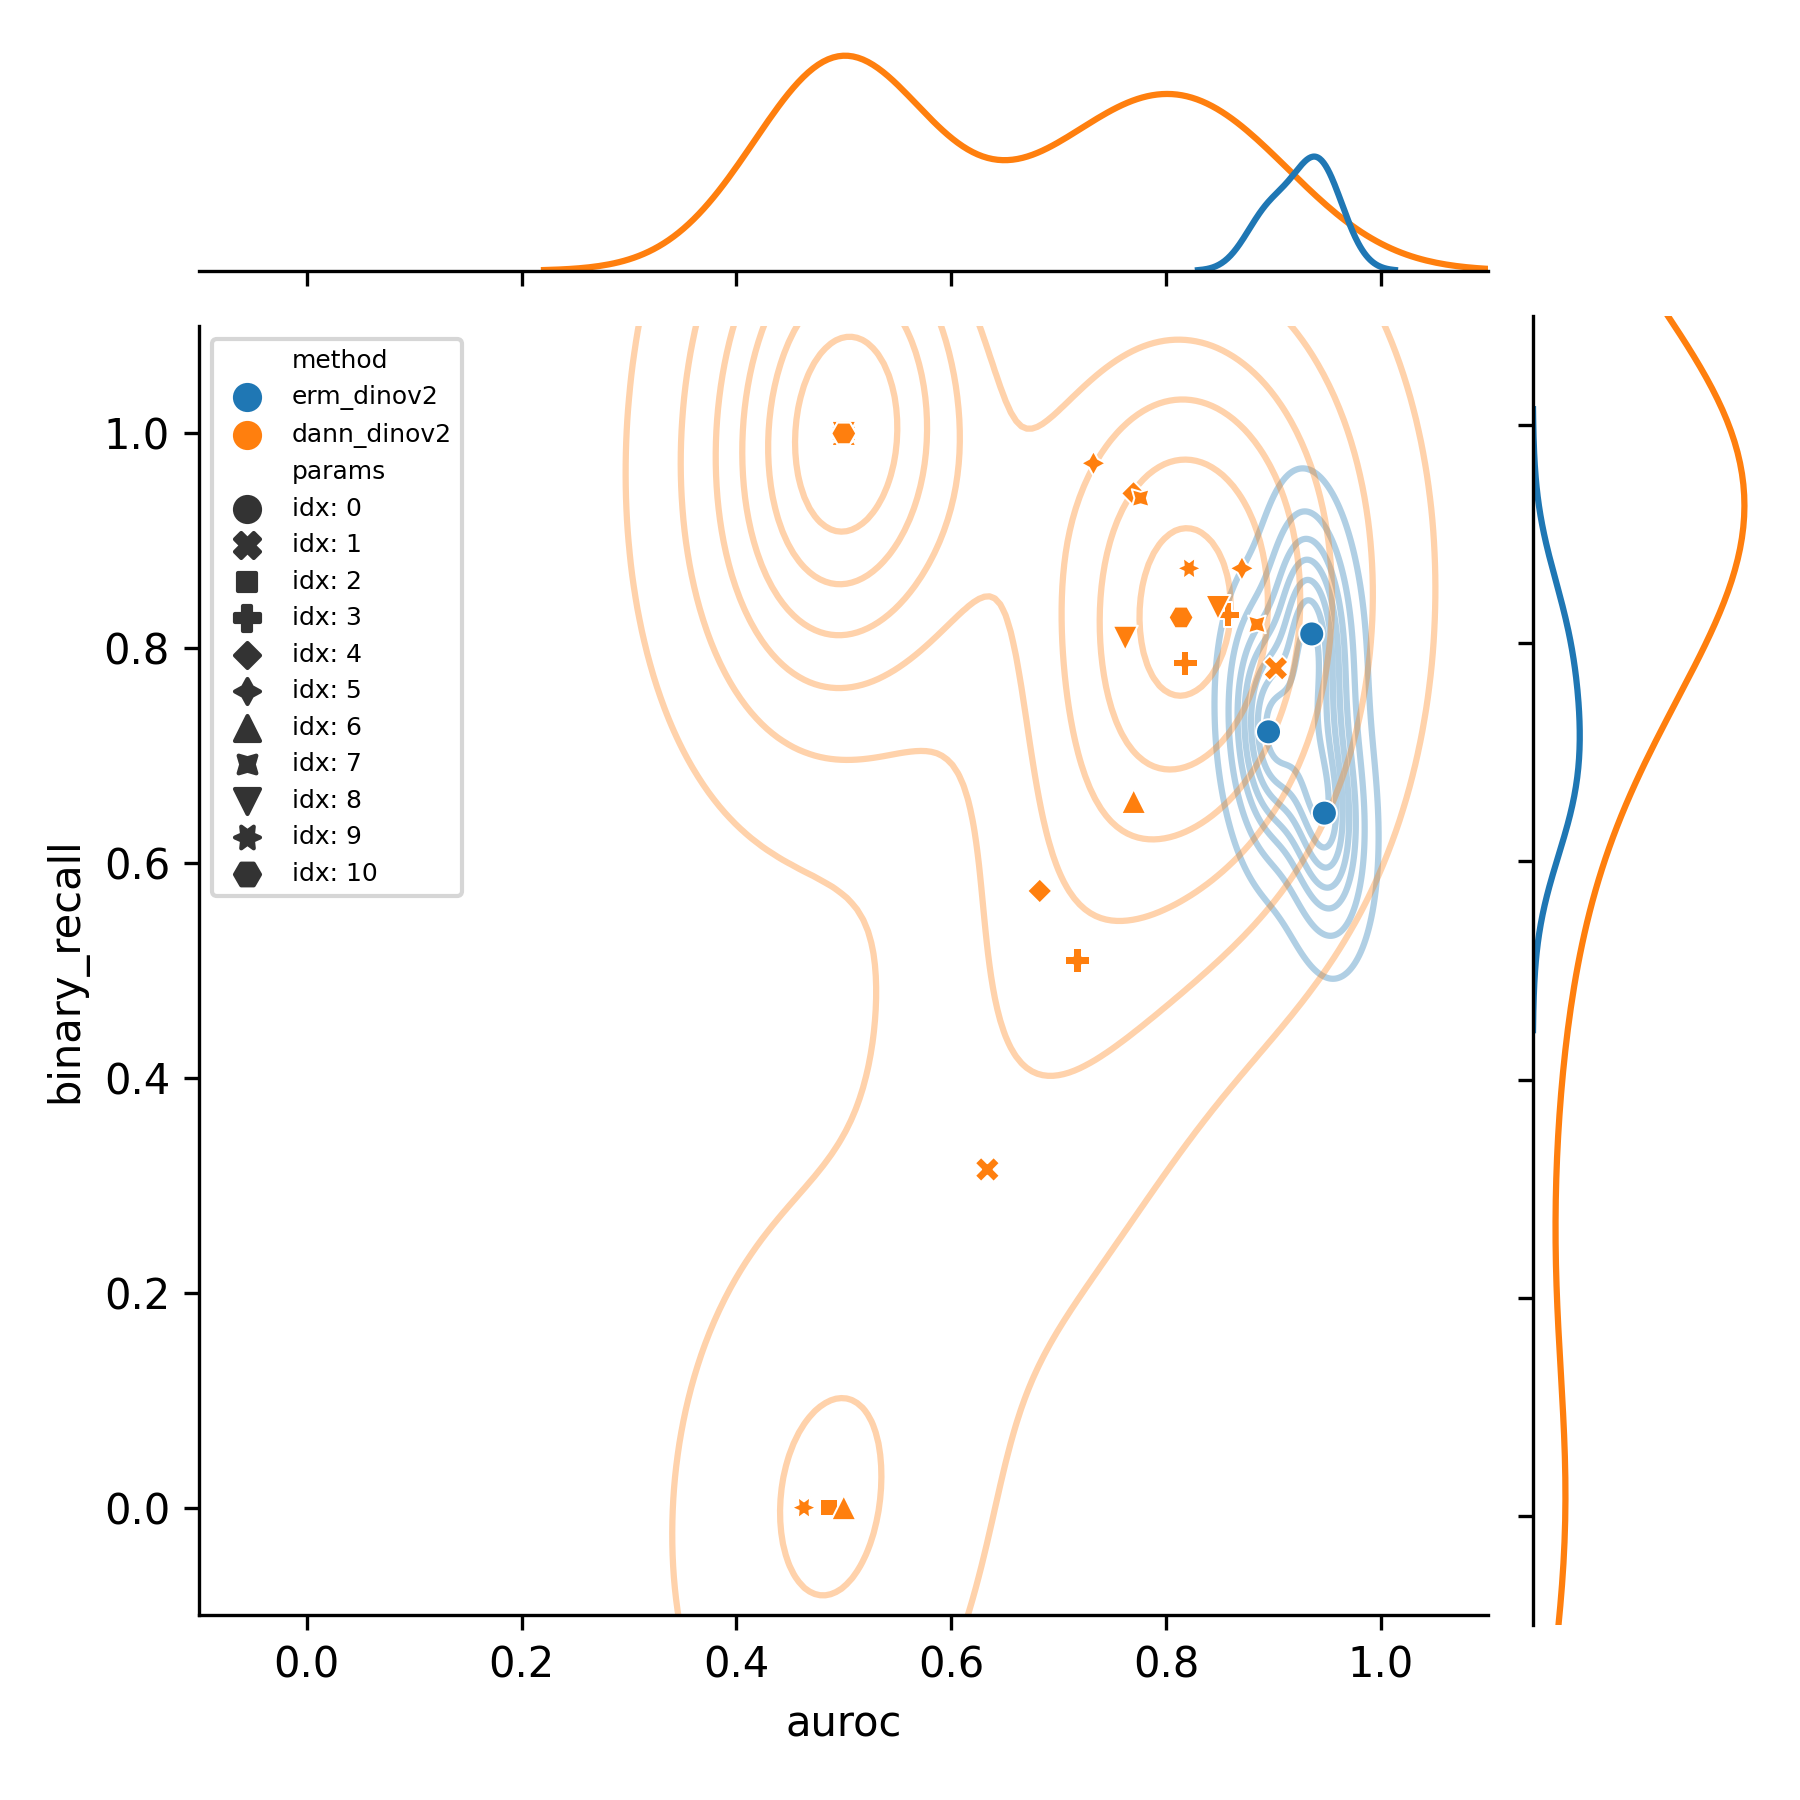 method
erm_dinov2
dann_dinov2
params
idx: 0
idx: 1
idx: 2
idx: 3
idx: 4
idx: 5
idx: 6
idx: 7
idx: 8
idx: 9
idx: 10
1.0
0.8
0.6
0.4
0.2
0.0
binary_recall
0.0 0.2 0.4 0.6 0.8 1.0
auroc